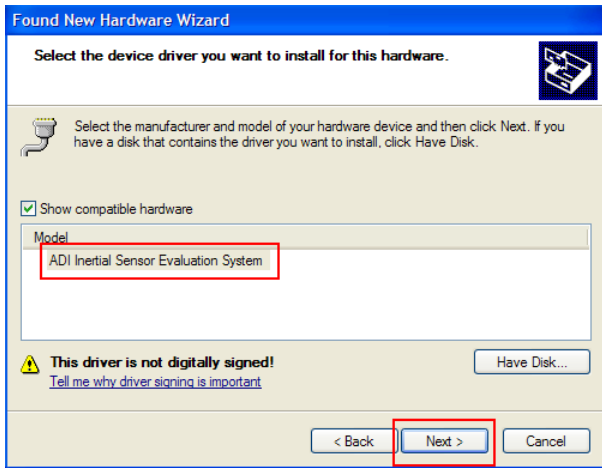 Found New Hardware Wizard
Select the device driver you want to install for this hardware.
Select the manufacturer and model of your hardware device and then click Next. If you
have a disk that contains the driver you want to install, click Have Disk.
Show compatible hardware
Model
ADI Inertial Sensor Evaluation System
This driver is not digitally signed!
Have Disk...
Tell me why driver signing is important
< Back
Next >
Cancel